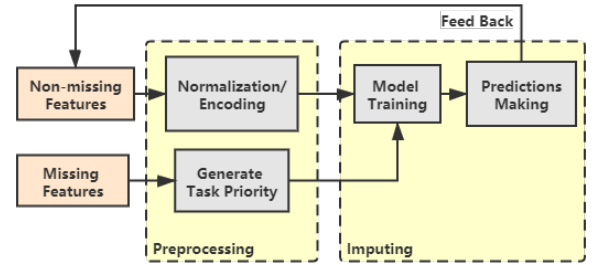 Feed Back
Non-missing
Features
Normalization/
Encoding
Model
Training
Predictions
Making
Missing
Features
Generate
Task Priority
Preprocessing
Imputing